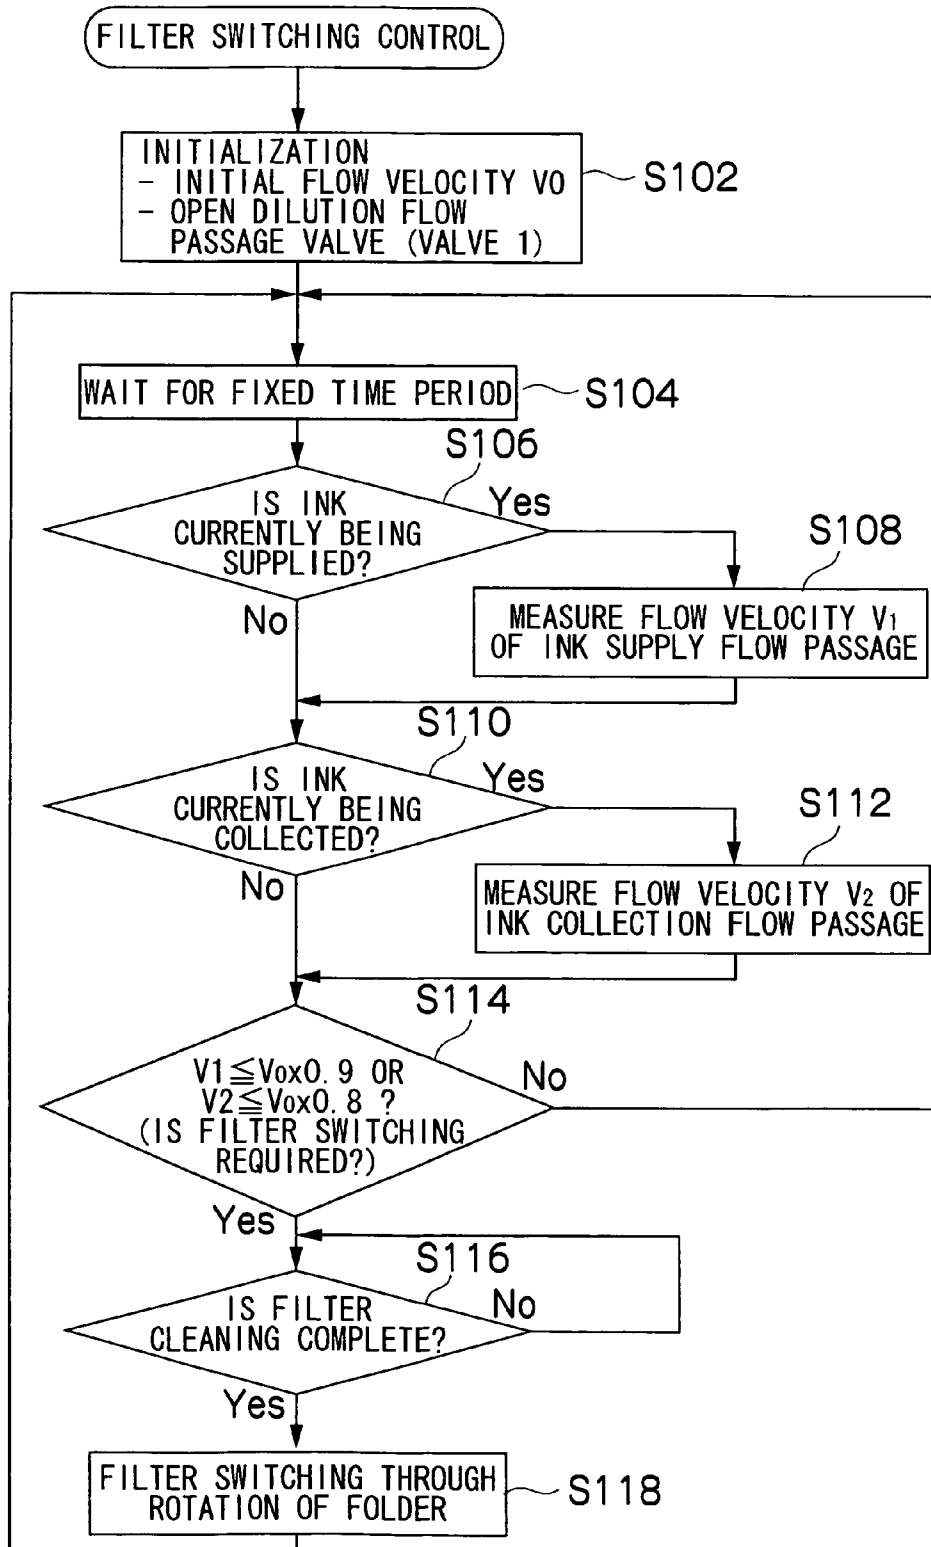 FILTER SWITCHING CONTROL
INITIALIZATION
- INITIAL FLOW VELOCITY V0
- OPEN DILUTION FLOW
PASSAGE VALVE (VALVE 1)
S102
WAIT FOR FIXED TIME PERIOD
S104
S106
IS INK
CURRENTLY BEING
SUPPLIED?
Yes
No
S108
MEASURE FLOW VELOCITY V1
OF INK SUPPLY FLOW PASSAGE
S110
IS INK
CURRENTLY BEING
COLLECTED?
Yes
No
S112
MEASURE FLOW VELOCITY V2 OF
INK COLLECTION FLOW PASSAGE
S114
V1≦V0x0.9 OR
V2≦V0x0.8 ?
(IS FILTER SWITCHING
REQUIRED?)
No
Yes
S116
IS FILTER
CLEANING COMPLETE?
No
Yes
FILTER SWITCHING THROUGH
ROTATION OF FOLDER
S118